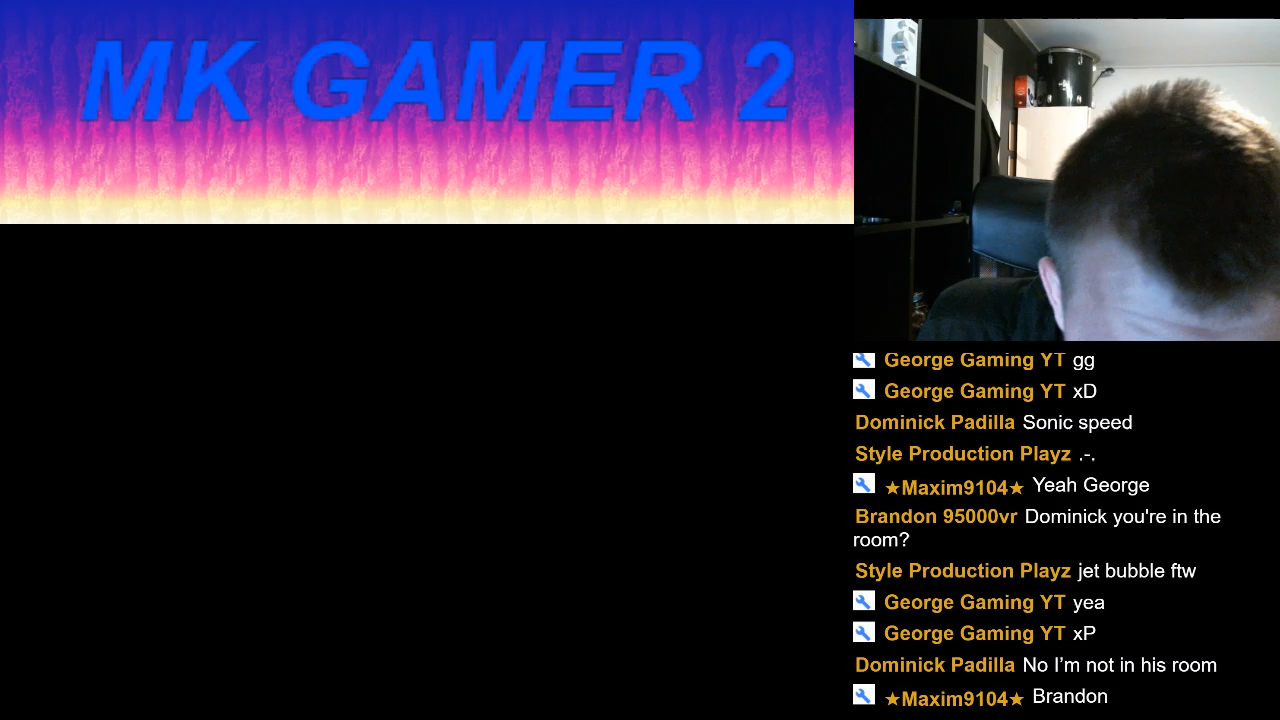 MK GAMER 2
George Gaming YT gg
George Gaming YT xD
Dominick Padilla Sonic speed
Style Production Playz .-.
★Maxim9104★ Yeah George
Brandon 95000vr Dominick you're in the
room?
Style Production Playz jet bubble ftw
George Gaming YT yea
George Gaming YT xP
Dominick Padilla No I’m not in his room
★Maxim9104★ Brandon